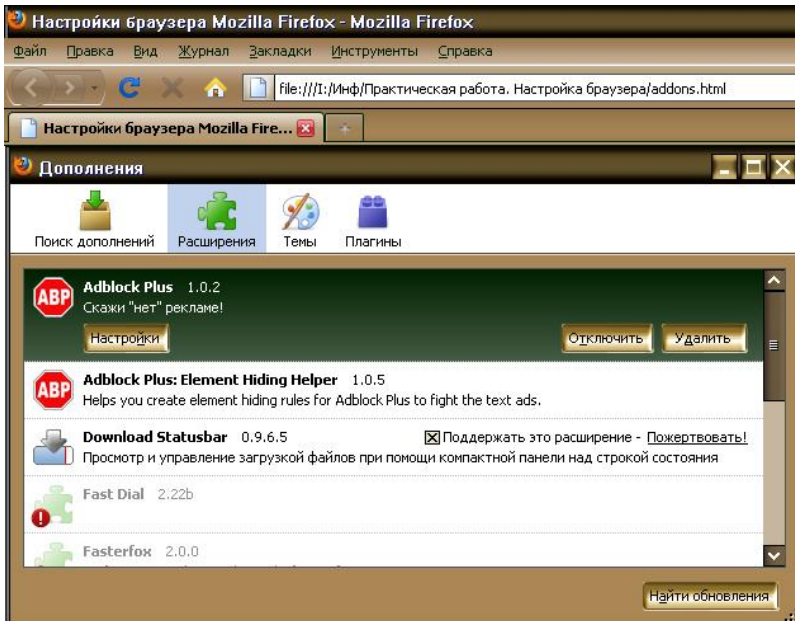 Настройки браузера Mozilla Firefox - Mozilla Firefox
Файл Правка Вид Журнал Закладки Инструменты Справка
file:///I:/Инф/Практическая работа. Настройка браузера/addons.html
Настройки браузера Mozilla Fire...
Дополнения
Поиск дополнений Расширения Темы Плагины
ABP Adblock Plus 1.0.2
Скажи "нет" рекламе!
Настройки Отключить Удалить
ABP Adblock Plus: Element Hiding Helper 1.0.5
Helps you create element hiding rules for Adblock Plus to fight the text ads.
Download Statusbar 0.9.6.5 Поддержать это расширение - Пожертвовать!
Просмотр и управление загрузкой файлов при помощи компактной панели над строкой состояния
Fast Dial 2.22b
Fasterfox 2.0.0
Найти обновления